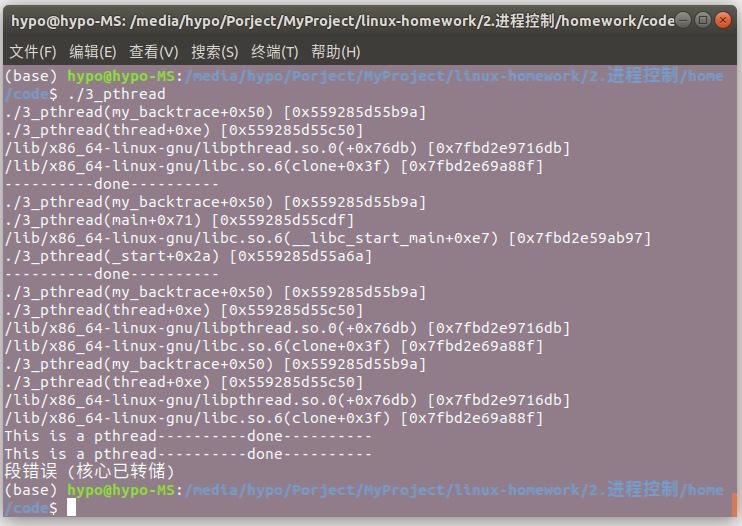 hypo@hypo-MS: /media/hypo/Porject/MyProject/linux-homework/2.进程控制/homework/code
文件(F) 编辑(E) 查看(V) 搜索(S) 终端(T) 帮助(H)
(base) hypo@hypo-MS:/media/hypo/Porject/MyProject/linux-homework/2.进程控制/home
/code$ ./3_pthread
./3_pthread(my_backtrace+0x50) [0x559285d55b9a]
./3_pthread(thread+0xe) [0x559285d55c50]
/lib/x86_64-linux-gnu/libpthread.so.0(+0x76db) [0x7fbd2e9716db]
/lib/x86_64-linux-gnu/libc.so.6(clone+0x3f) [0x7fbd2e69a88f]
----------done----------
./3_pthread(my_backtrace+0x50) [0x559285d55b9a]
./3_pthread(main+0x71) [0x559285d55cdf]
/lib/x86_64-linux-gnu/libc.so.6(__libc_start_main+0xe7) [0x7fbd2e59ab97]
./3_pthread(_start+0x2a) [0x559285d55a6a]
----------done----------
./3_pthread(my_backtrace+0x50) [0x559285d55b9a]
./3_pthread(thread+0xe) [0x559285d55c50]
/lib/x86_64-linux-gnu/libpthread.so.0(+0x76db) [0x7fbd2e9716db]
/lib/x86_64-linux-gnu/libc.so.6(clone+0x3f) [0x7fbd2e69a88f]
./3_pthread(my_backtrace+0x50) [0x559285d55b9a]
./3_pthread(thread+0xe) [0x559285d55c50]
/lib/x86_64-linux-gnu/libpthread.so.0(+0x76db) [0x7fbd2e9716db]
/lib/x86_64-linux-gnu/libc.so.6(clone+0x3f) [0x7fbd2e69a88f]
This is a pthread----------done----------
This is a pthread----------done----------
段错误 (核心已转储)
(base) hypo@hypo-MS:/media/hypo/Porject/MyProject/linux-homework/2.进程控制/home
/code$